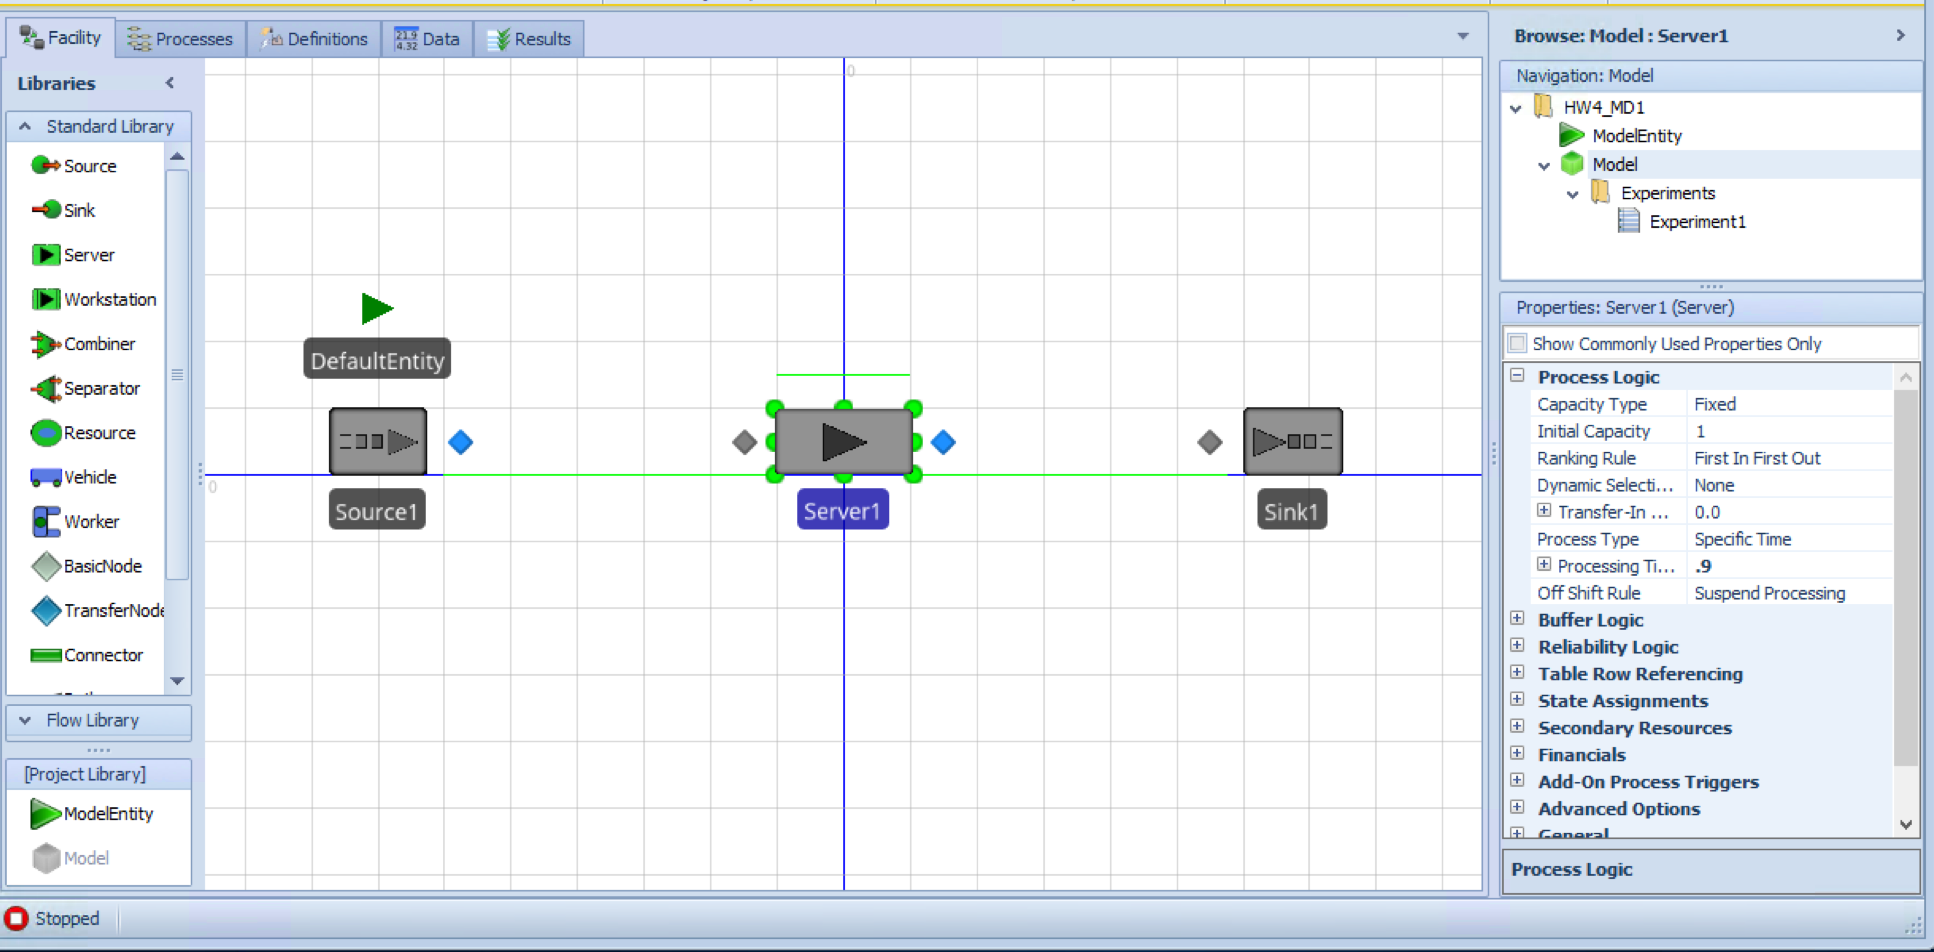 Facility Processes Definitions Data Results
Libraries
Standard Library
Source
Sink
Server
Workstation
Combiner
Separator
Resource
Vehicle
Worker
BasicNode
TransferNode
Connector
Flow Library
[Project Library]
ModelEntity
Model
0
0
DefaultEntity
Source1
Server1
Sink1
Browse: Model : Server1
Navigation: Model
HW4_MD1
ModelEntity
Model
Experiments
Experiment1
Properties: Server1 (Server)
Show Commonly Used Properties Only
Process Logic
Capacity Type Fixed
Initial Capacity 1
Ranking Rule First In First Out
Dynamic Selecti... None
Transfer-In ... 0.0
Process Type Specific Time
Processing Ti... .9
Off Shift Rule Suspend Processing
Buffer Logic
Reliability Logic
Table Row Referencing
State Assignments
Secondary Resources
Financials
Add-On Process Triggers
Advanced Options
General
Process Logic
Stopped